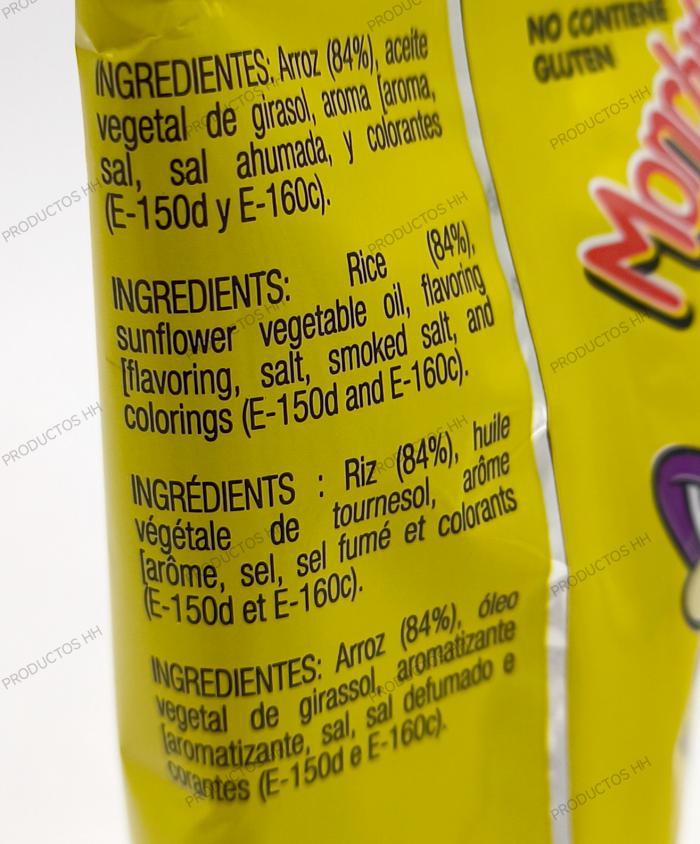 INGREDIENTES: Arroz (84%), aceite
vegetal de girasol, aroma [aroma,
sal, sal ahumada, y colorantes
(E-150d y E-160c).
INGREDIENTS: Rice (84%),
sunflower vegetable oil, flavoring
[flavoring, salt, smoked salt, and
colorings (E-150d and E-160c).
INGRÉDIENTS : Riz (84%), huile
végétale de tournesol, arôme
[arôme, sel, sel fumé et colorants
(E-150d et E-160c).
INGREDIENTES: Arroz (84%), óleo
vegetal de girassol, aromatizante
[aromatizante, sal, sal defumado e
corantes (E-150d e E-160c).
NO CONTIENE
GLUTEN
PRODUCTOS HH